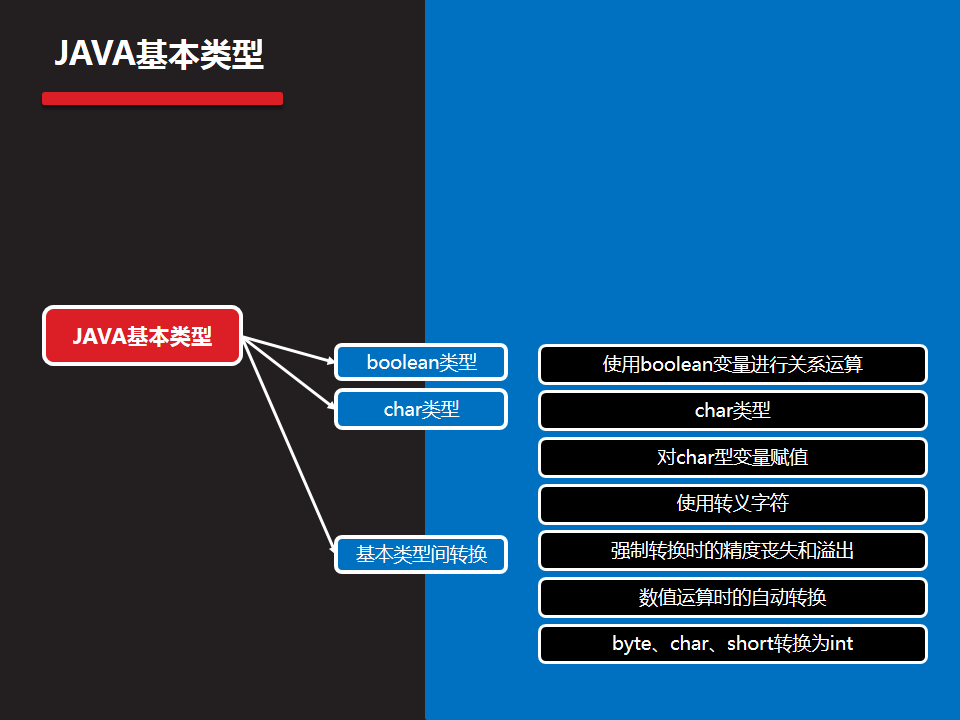 JAVA基本类型
JAVA基本类型
boolean类型
使用boolean变量进行关系运算
char类型
char类型
对char型变量赋值
使用转义字符
基本类型间转换
强制转换时的精度丧失和溢出
数值运算时的自动转换
byte、char、short转换为int